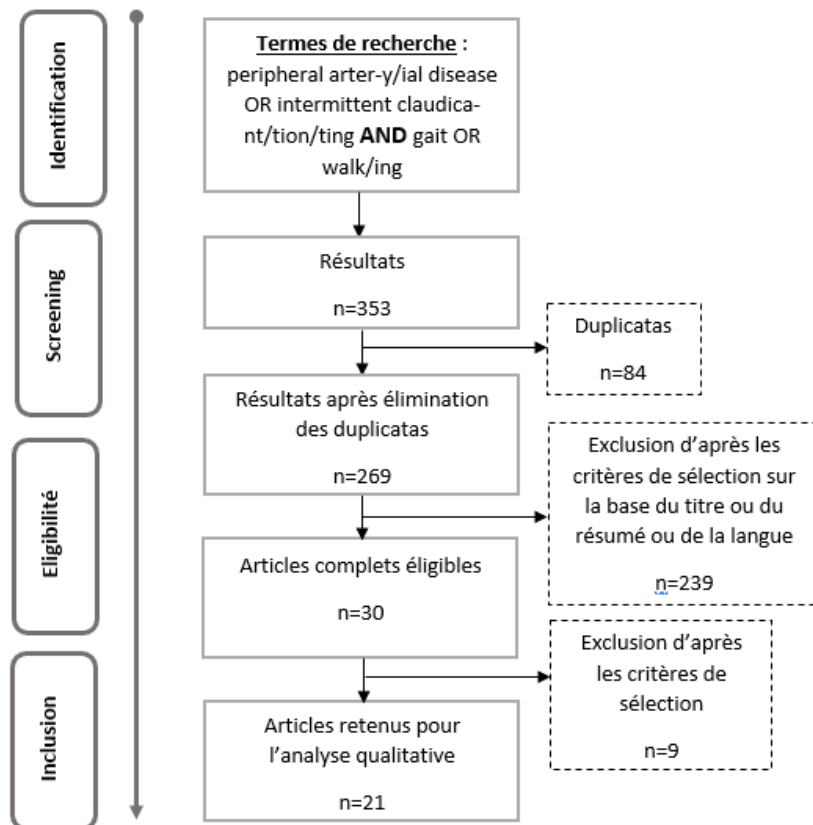 Identification
Termes de recherche :
peripheral arter-y/ial disease
OR intermittent claudica-
nt/tion/ting AND gait OR
walk/ing
Screening
Résultats
n=353
Duplicatas
n=84
Résultats après élimination
des duplicatas
n=269
Eligibilité
Exclusion d’après les
critères de sélection sur
la base du titre ou du
résumé ou de la langue
n=239
Articles complets éligibles
n=30
Exclusion d’après
les critères de
sélection
n=9
Inclusion
Articles retenus pour
l’analyse qualitative
n=21